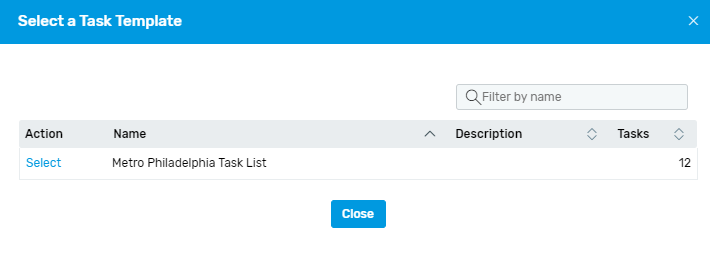 Select a Task Template
Filter by name
Action Name Description Tasks
Select Metro Philadelphia Task List 12
Close